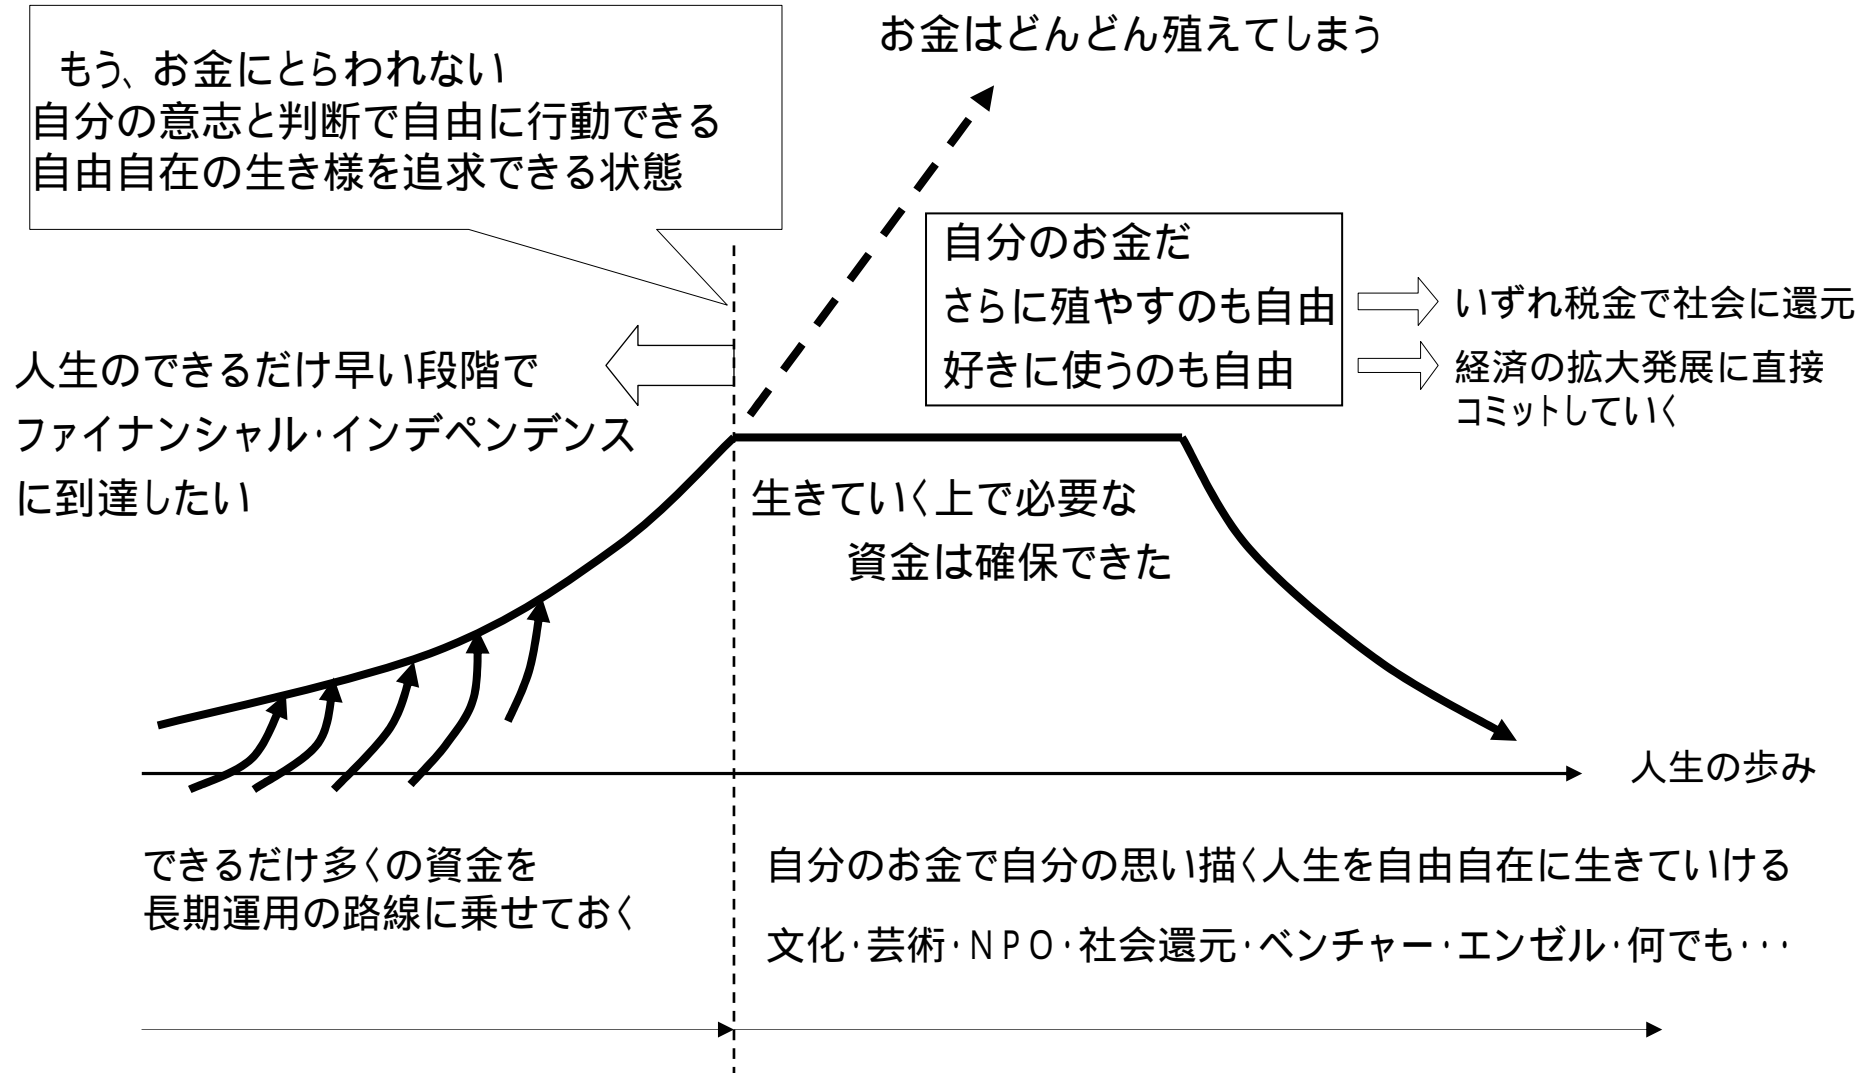 お金はどんどん殖えてしまう
もう、お金にとらわれない
自分の意志と判断で自由に行動できる
自由自在の生き様を追求できる状態
自分のお金だ
さらに殖やすのも自由
好きに使うのも自由
いずれ税金で社会に還元
経済の拡大発展に直接
コミットしていく
人生のできるだけ早い段階で
ファイナンシャル・インデペンデンス
に到達したい
生きていく上で必要な
資金は確保できた
人生の歩み
できるだけ多くの資金を
長期運用の路線に乗せておく
自分のお金で自分の思い描く人生を自由自在に生きていける
文化・芸術・NPO・社会還元・ベンチャー・エンゼル・何でも・・・